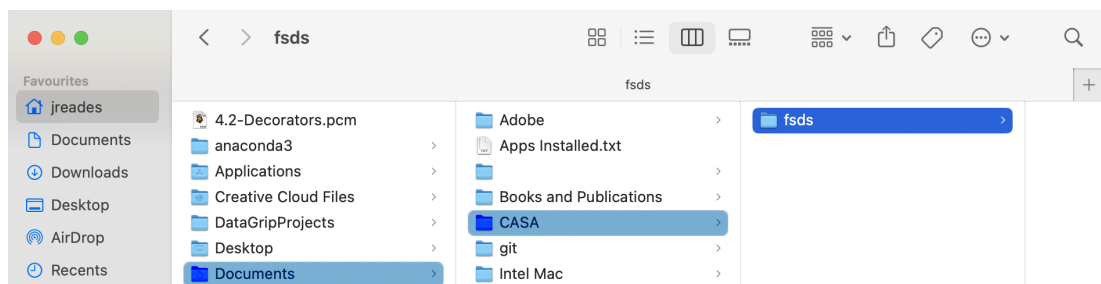 fsds
fsds
Favourites
jreades
Documents
Downloads
Desktop
AirDrop
Recents
4.2-Decorators.pcm
anaconda3
Applications
Creative Cloud Files
DataGripProjects
Desktop
Documents
Adobe
Apps Installed.txt
Books and Publications
CASA
git
Intel Mac
fsds